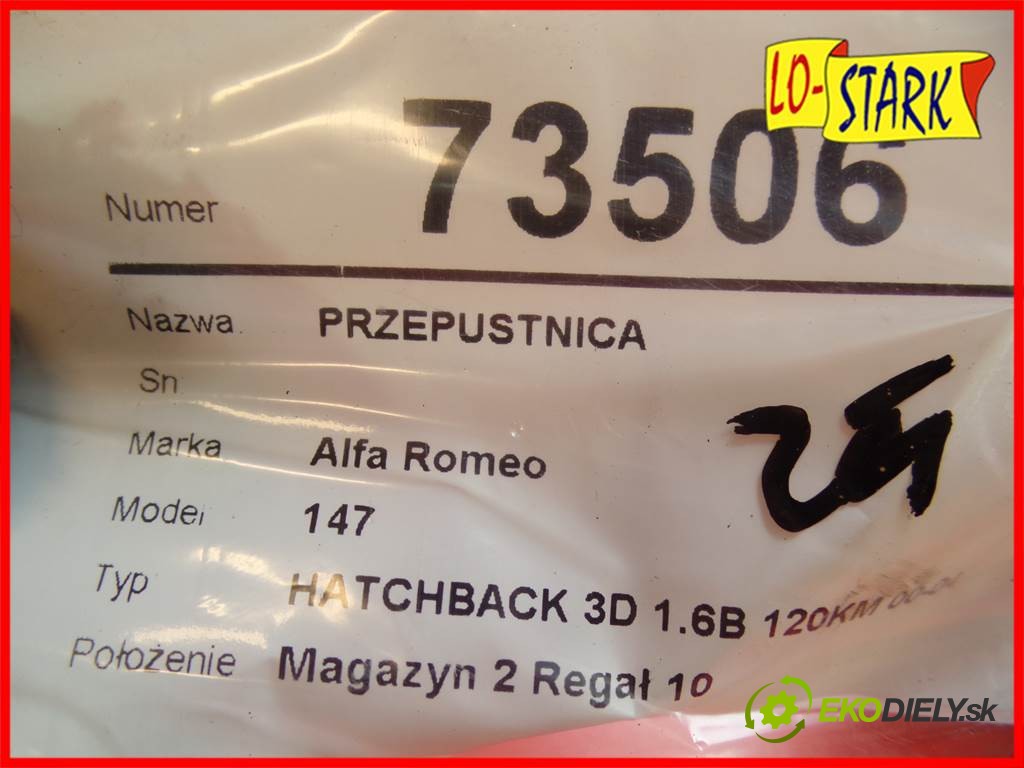 LO-STARK
Numer 73506
Nazwa PRZEPUSTNICA
Sn
Marka Alfa Romeo
Model 147
Typ HATCHBACK 3D 1.6B 120KM
Położenie Magazyn 2 Regał 10
EKODIELY.sk